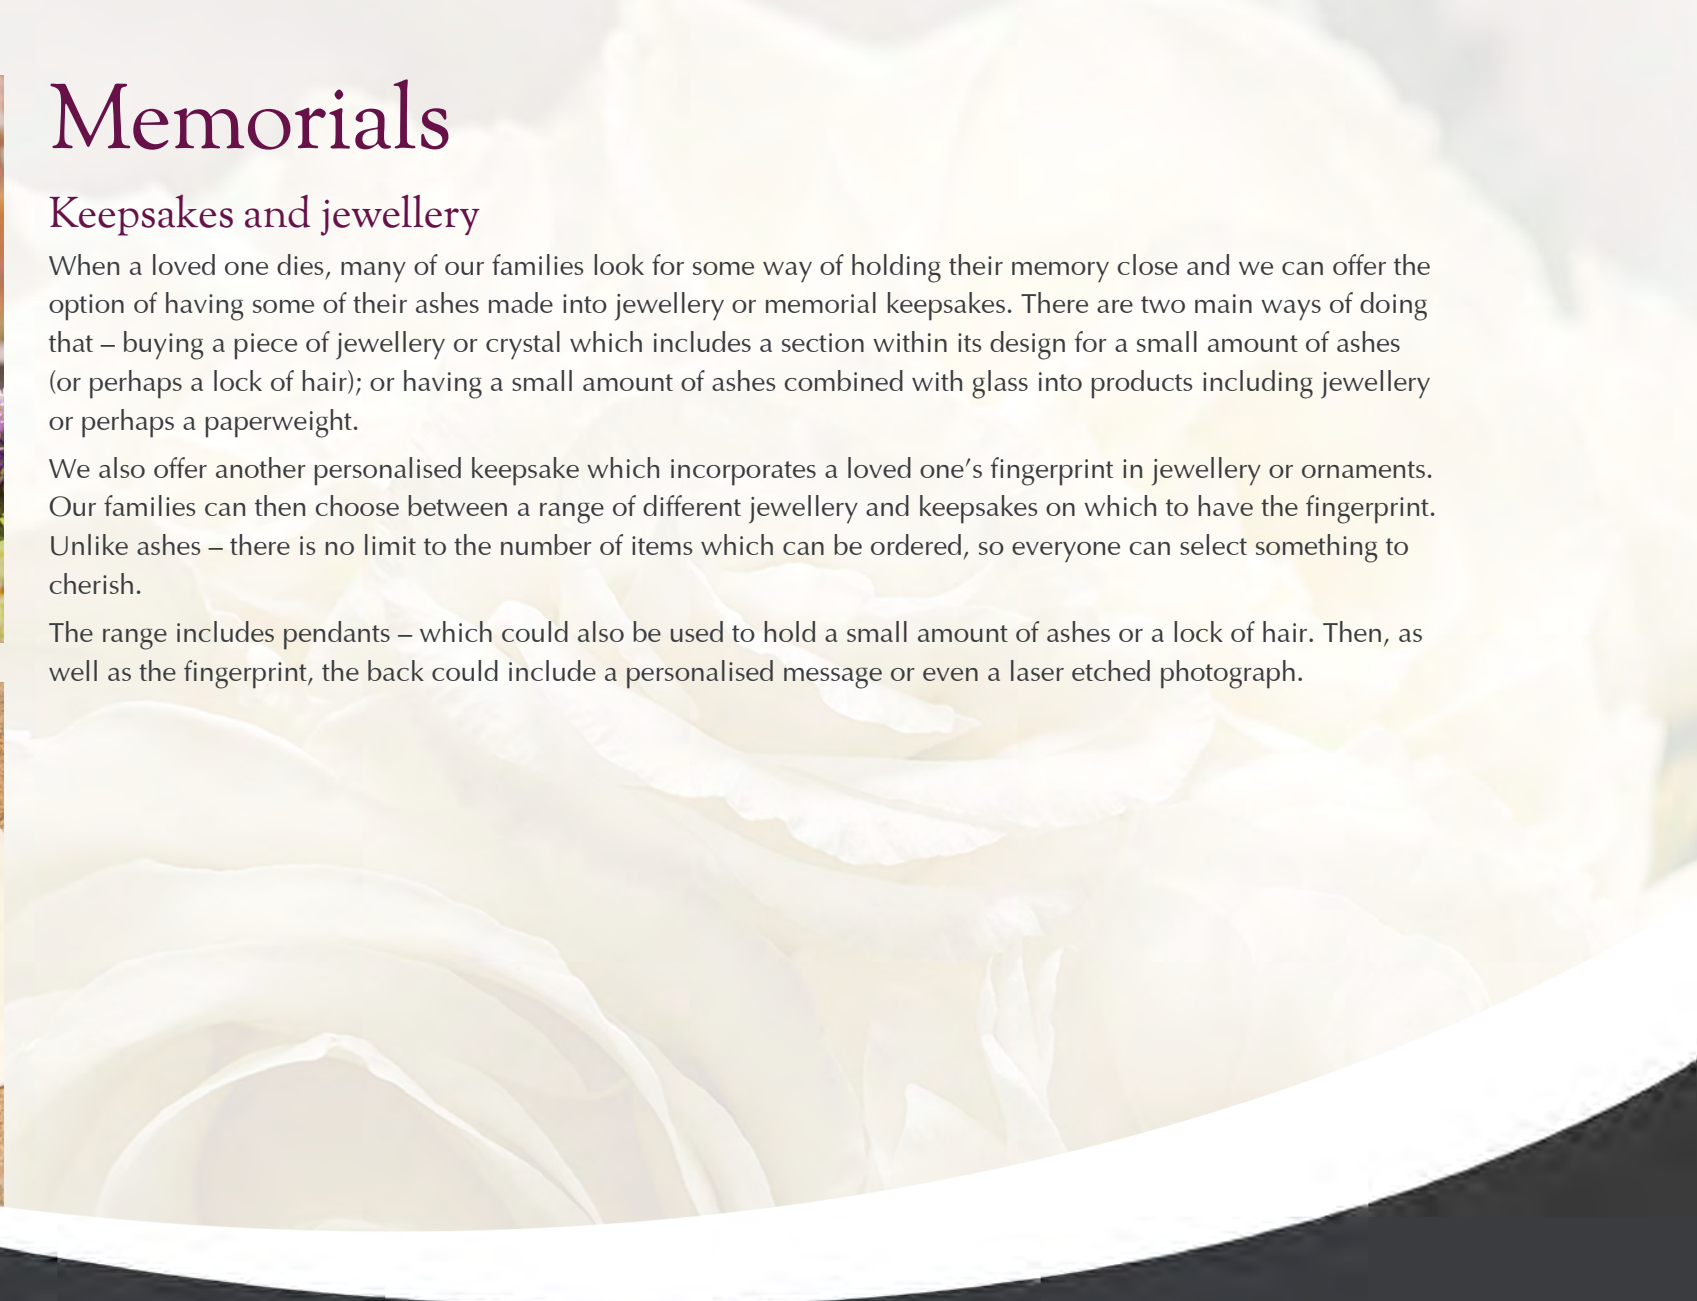 Memorials
Keepsakes and jewellery
When a loved one dies, many of our families look for some way of holding their memory close and we can offer the
option of having some of their ashes made into jewellery or memorial keepsakes. There are two main ways of doing
that – buying a piece of jewellery or crystal which includes a section within its design for a small amount of ashes
(or perhaps a lock of hair); or having a small amount of ashes combined with glass into products including jewellery
or perhaps a paperweight.
We also offer another personalised keepsake which incorporates a loved one’s fingerprint in jewellery or ornaments.
Our families can then choose between a range of different jewellery and keepsakes on which to have the fingerprint.
Unlike ashes – there is no limit to the number of items which can be ordered, so everyone can select something to
cherish.
The range includes pendants – which could also be used to hold a small amount of ashes or a lock of hair. Then, as
well as the fingerprint, the back could include a personalised message or even a laser etched photograph.